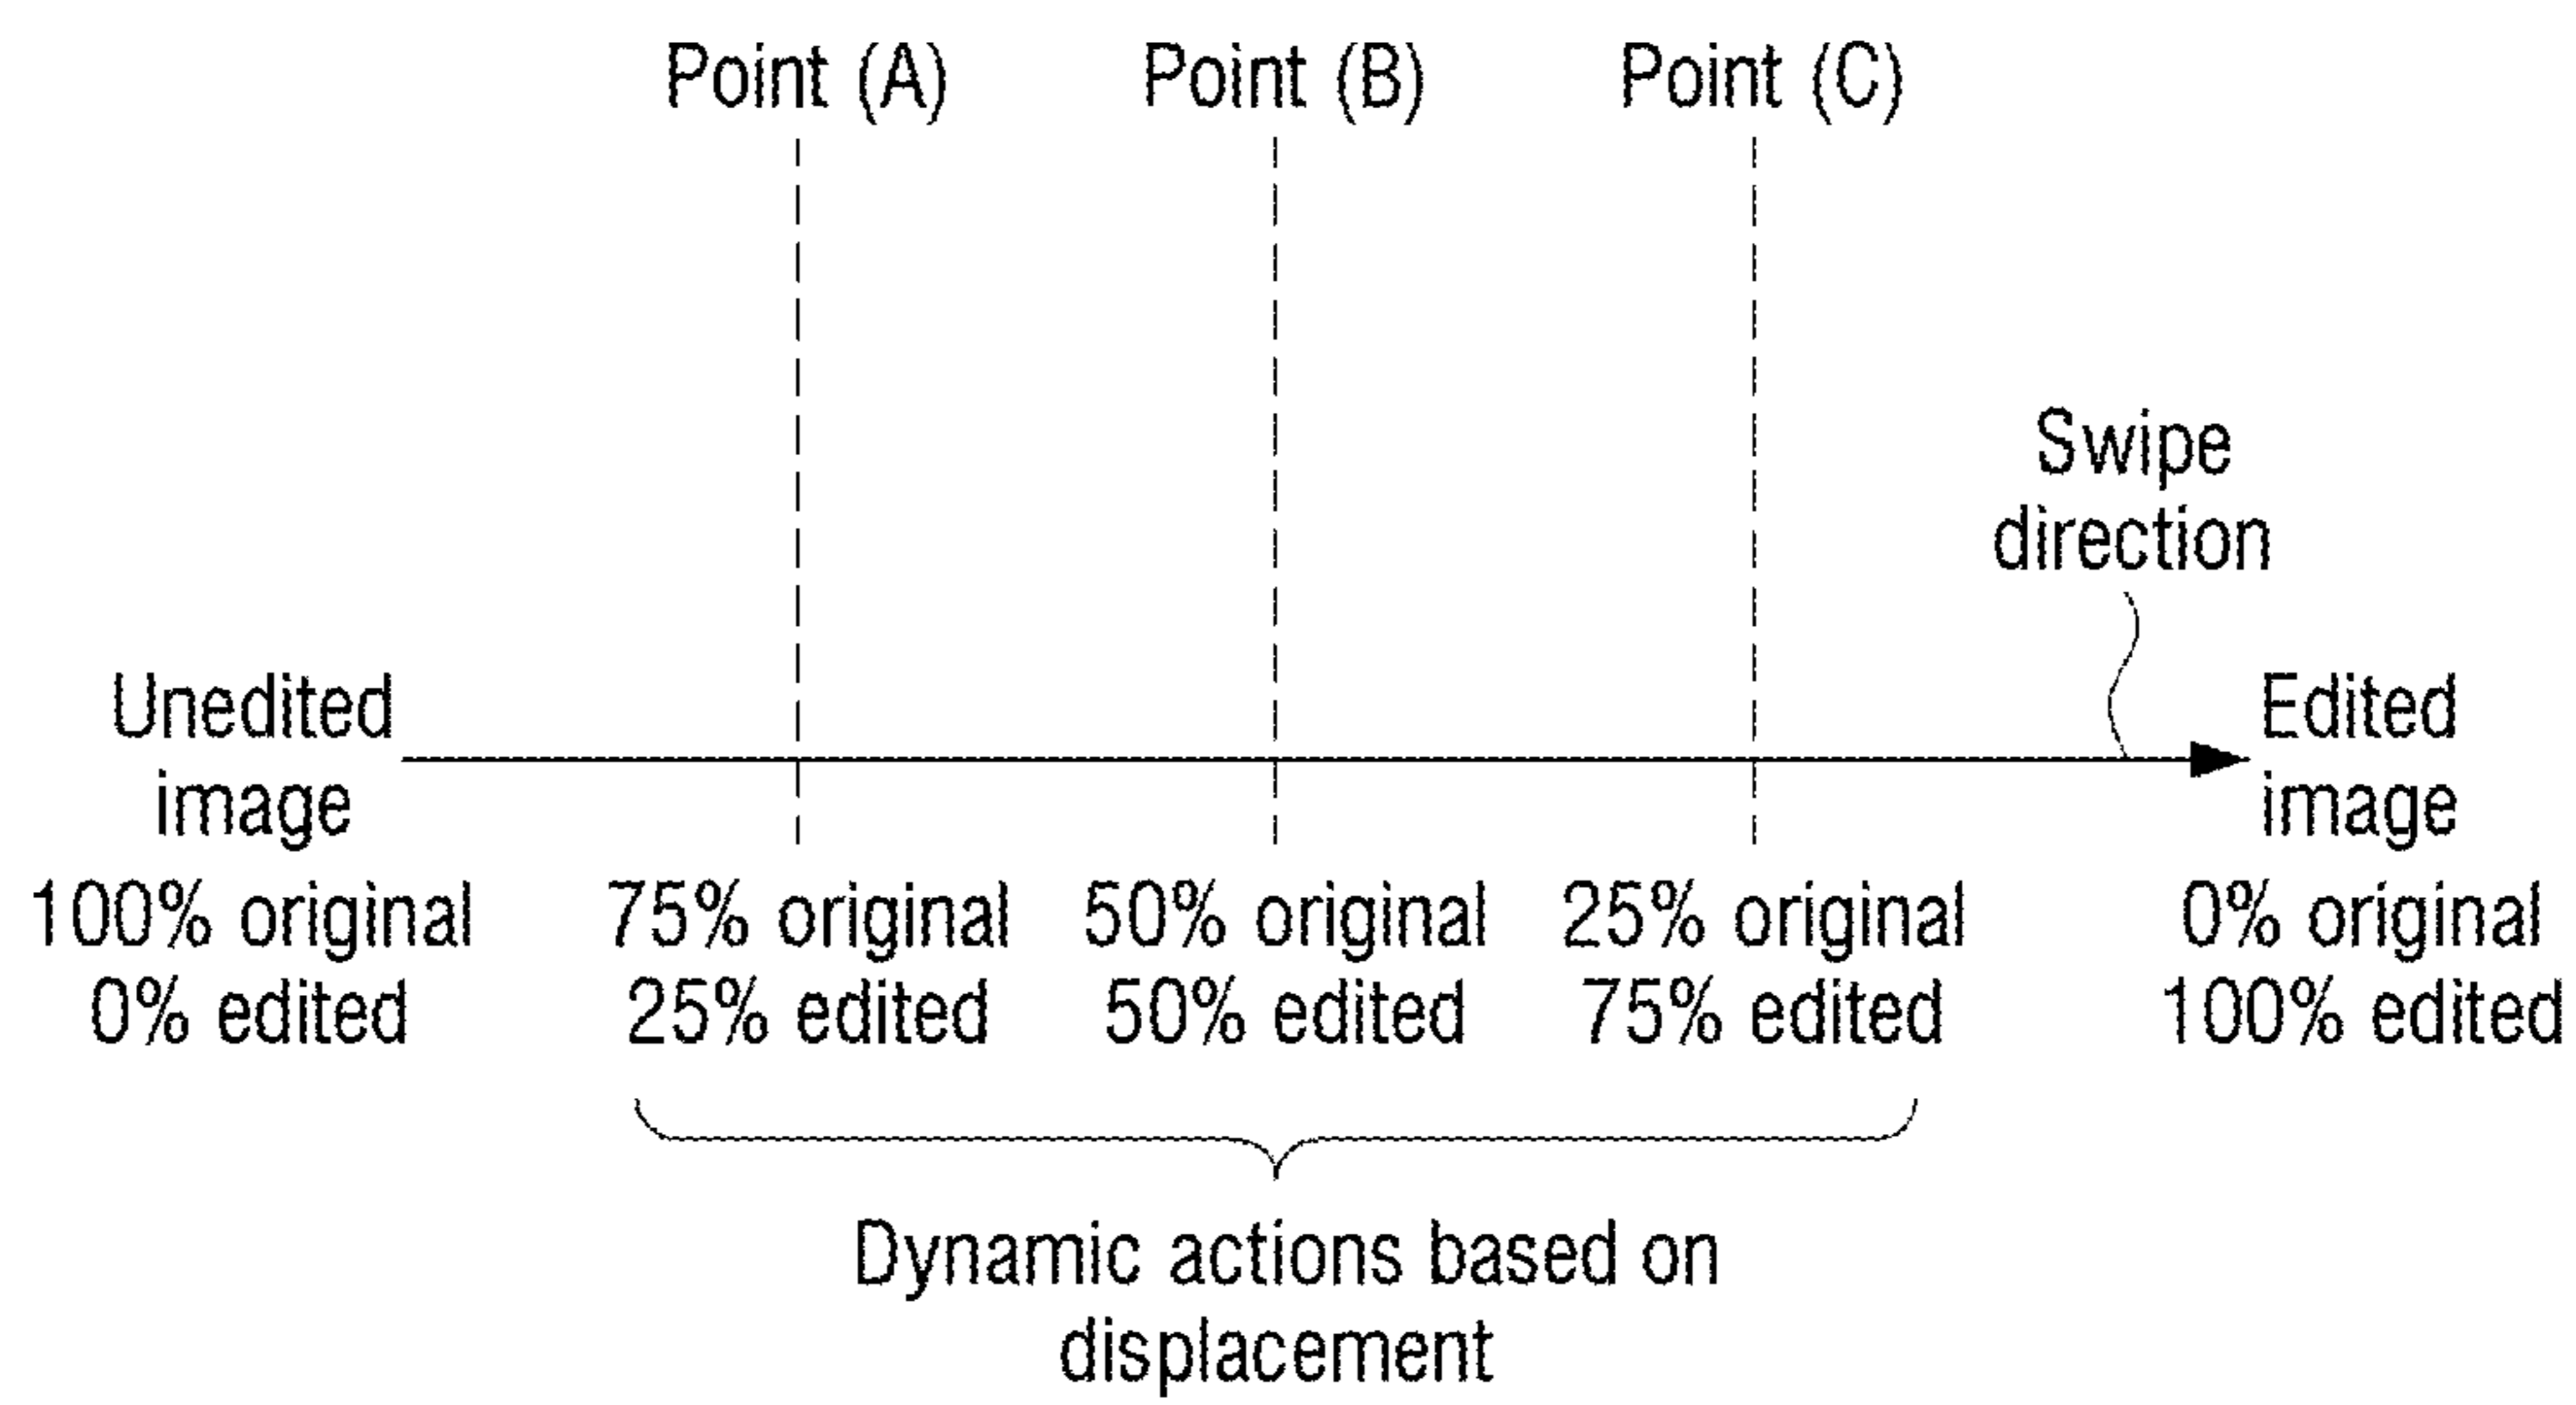 Point (A)
Point (B)
Point (C)
Swipe
direction
Unedited
image
Edited
image
100% original
0% edited
75% original
25% edited
50% original
50% edited
25% original
75% edited
0% original
100% edited
Dynamic actions based on
displacement